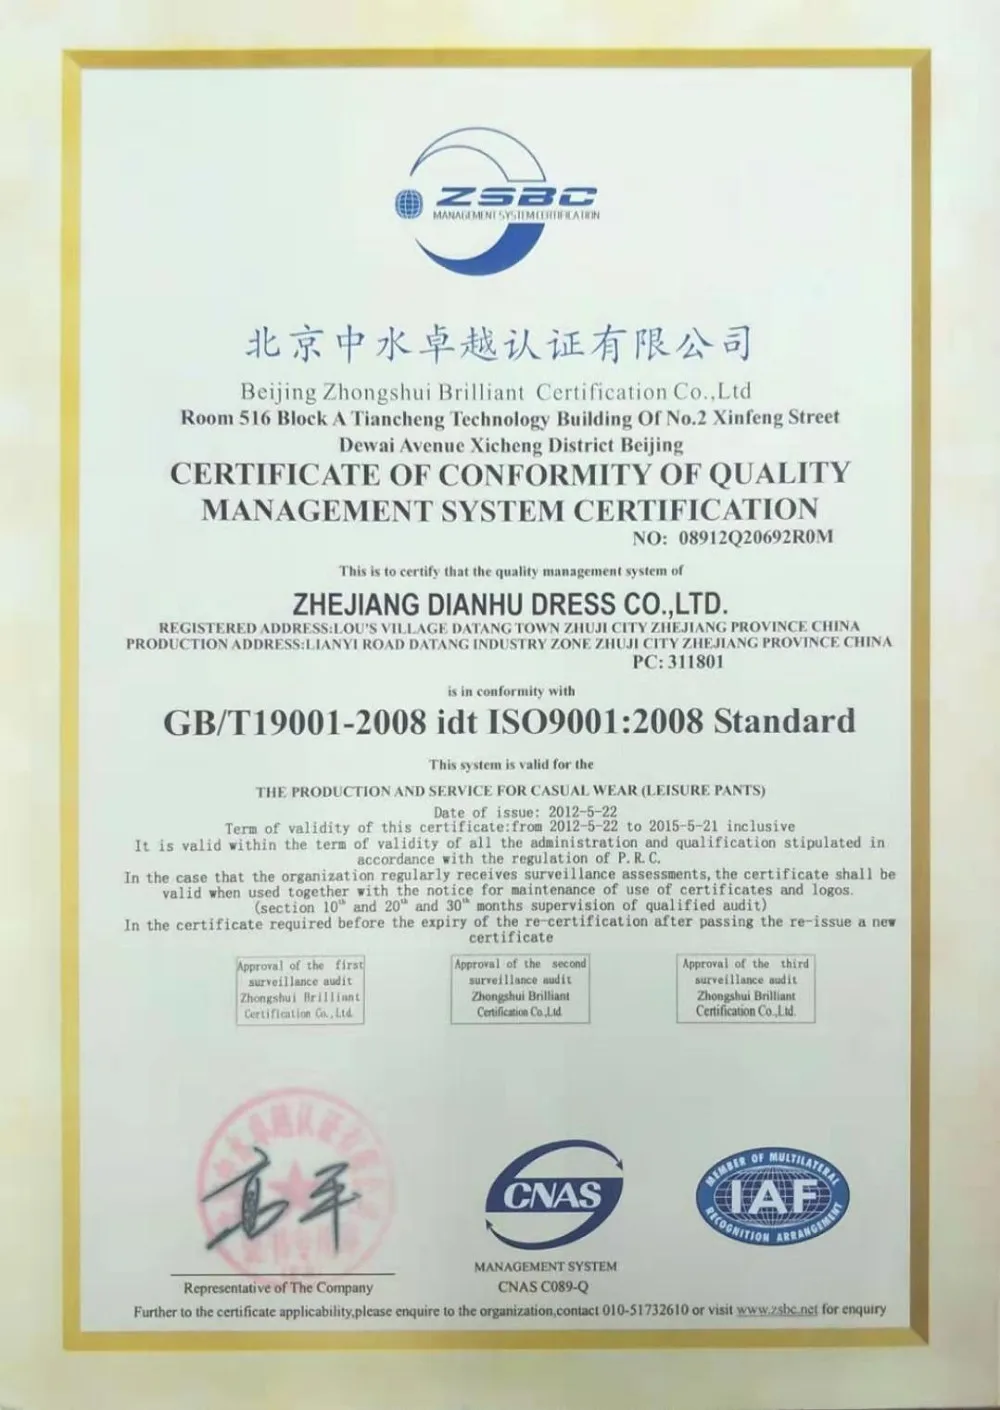 ZSBC
MANAGEMENT SYSTEM CERTIFICATION
北京中水卓越认证有限公司
Beijing Zhongshui Brilliant Certification Co.,Ltd
Room 516 Block A Tiancheng Technology Building Of No.2 Xinfeng Street
Dewai Avenue Xicheng District Beijing
CERTIFICATE OF CONFORMITY OF QUALITY
MANAGEMENT SYSTEM CERTIFICATION
NO: 08912Q20692R0M
This is to certify that the quality management system of
ZHEJIANG DIANHU DRESS CO.,LTD.
REGISTERED ADDRESS:LOU'S VILLAGE DATANG TOWN ZHUJI CITY ZHEJIANG PROVINCE CHINA
PRODUCTION ADDRESS:LIANYI ROAD DATANG INDUSTRY ZONE ZHUJI CITY ZHEJIANG PROVINCE CHINA
PC: 311801
is in conformity with
GB/T19001-2008 idt ISO9001:2008 Standard
This system is valid for the
THE PRODUCTION AND SERVICE FOR CASUAL WEAR (LEISURE PANTS)
Date of issue: 2012-5-22
Term of validity of this certificate:from 2012-5-22 to 2015-5-21 inclusive
It is valid within the term of validity of all the administration and qualification stipulated in
accordance with the regulation of P.R.C.
In the case that the organization regularly receives surveillance assessments, the certificate shall be
valid when used together with the notice for maintenance of use of certificates and logos.
(section 10th and 20th and 30th months supervision of qualified audit)
In the certificate required before the expiry of the re-certification after passing the re-issue a new
certificate
Approval of the first
surveillance audit
Zhongshui Brilliant
Certification Co.,Ltd.
Approval of the second
surveillance audit
Zhongshui Brilliant
Certification Co.,Ltd.
Approval of the third
surveillance audit
Zhongshui Brilliant
Certification Co.,Ltd.
CNAS
MEMBER OF MULTILATERAL
IAF
RECOGNITION ARRANGEMENT
MANAGEMENT SYSTEM
CNAS C089-Q
Representative of The Company
Further to the certificate applicability,please enquire to the organization,contact 010-51732610 or visit www.zsbc.net for enquiry